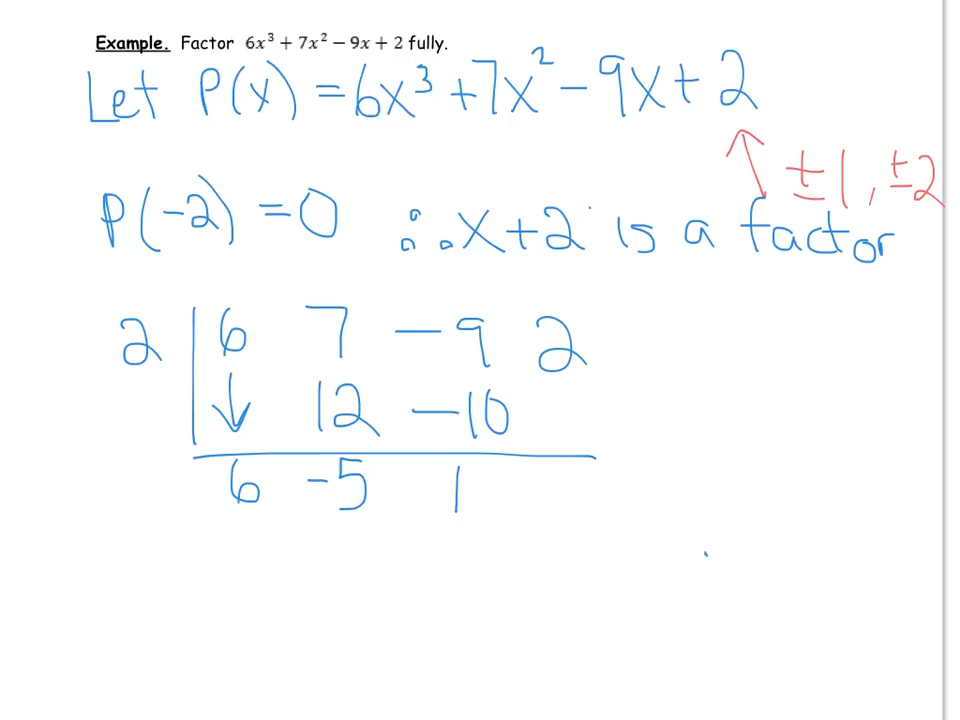 Example. Factor 6x³ + 7x² − 9x + 2 fully.
Let P(x) = 6x³ + 7x² − 9x + 2
±1, ±2
P(-2) = 0 ∴ x+2 is a factor
2 | 6 7 −9 2
↓ 12 −10
6 −5 1